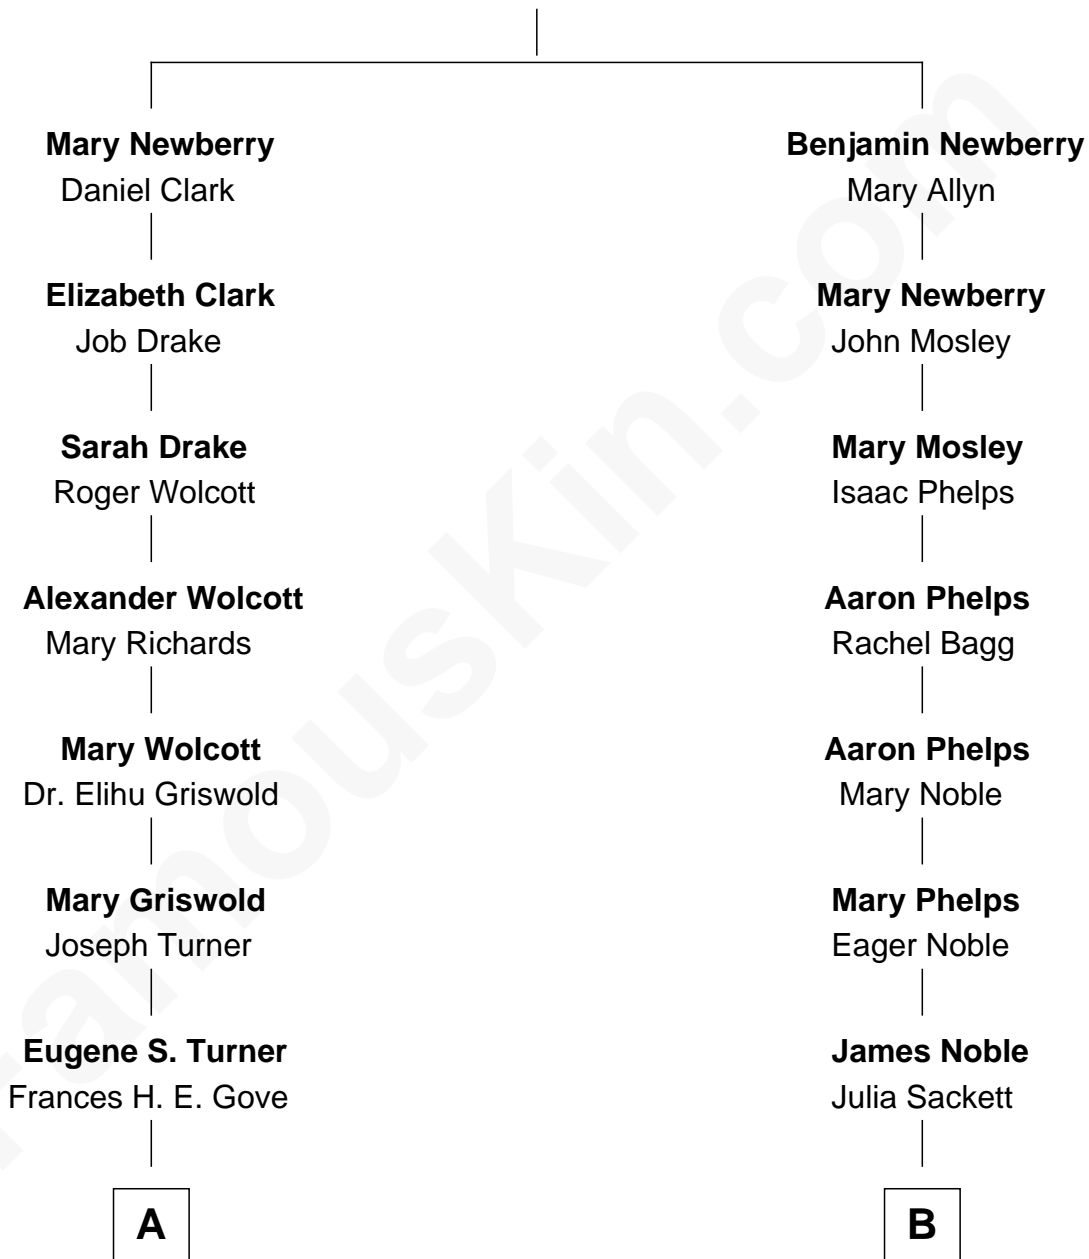 Mary Newberry
Daniel Clark
Elizabeth Clark
Job Drake
Sarah Drake
Roger Wolcott
Alexander Wolcott
Mary Richards
Mary Wolcott
Dr. Elihu Griswold
Mary Griswold
Joseph Turner
Eugene S. Turner
Frances H. E. Gove
A
Benjamin Newberry
Mary Allyn
Mary Newberry
John Mosley
Mary Mosley
Isaac Phelps
Aaron Phelps
Rachel Bagg
Aaron Phelps
Mary Noble
Mary Phelps
Eager Noble
James Noble
Julia Sackett
B
FamousKin.com